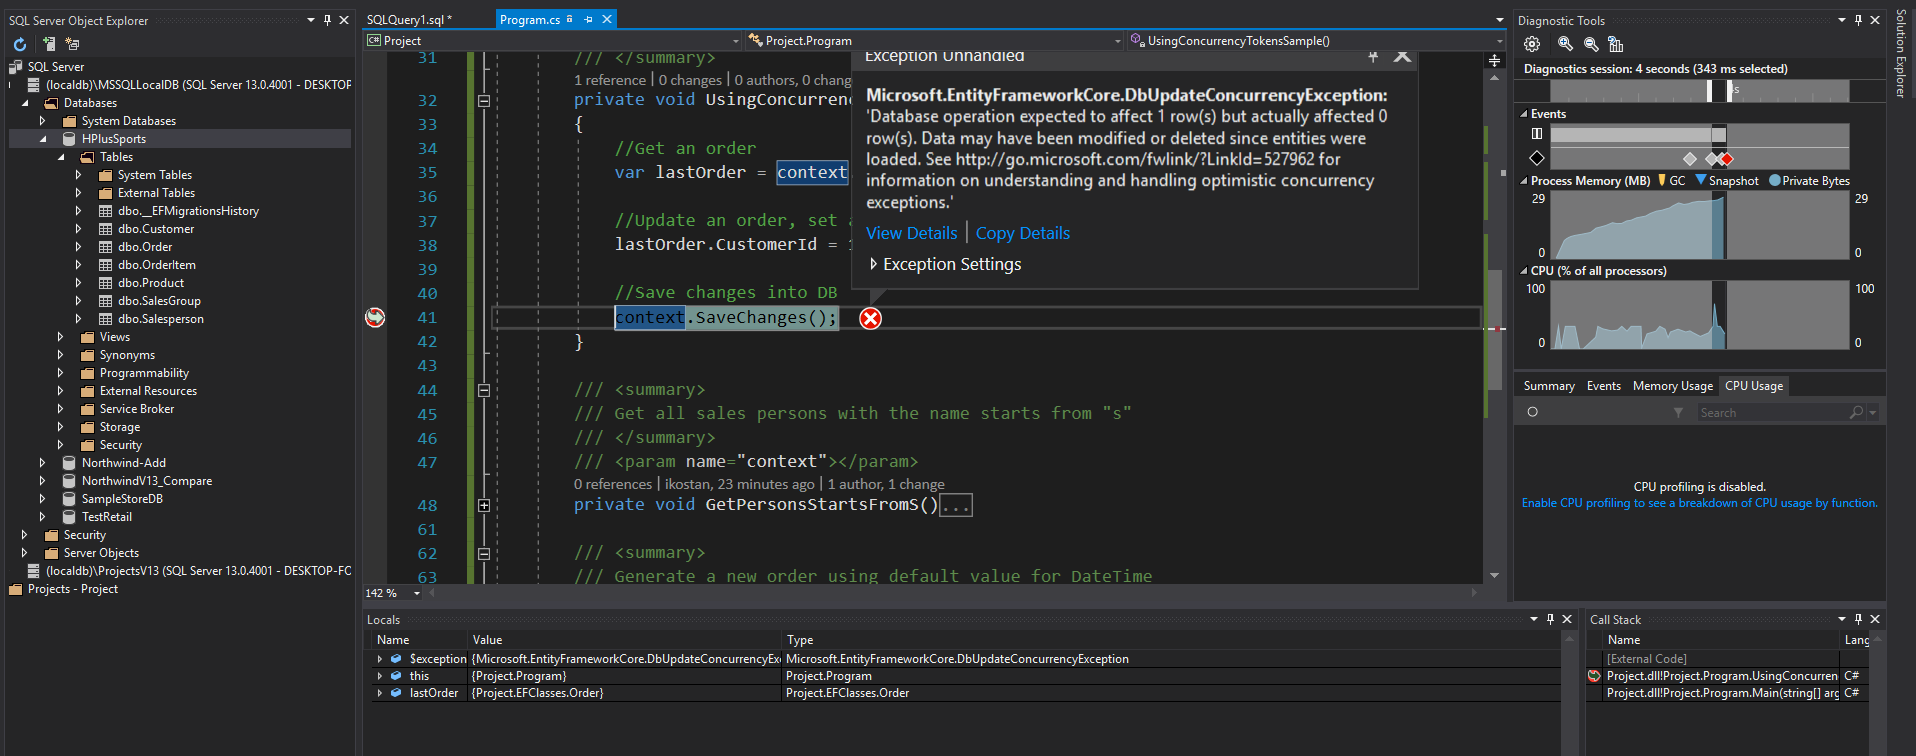 SQL Server Object Explorer
SQL Server
(localdb)\MSSQLLocalDB (SQL Server 13.0.4001 - DESKTOP
Databases
System Databases
HPlusSports
Tables
System Tables
External Tables
dbo.__EFMigrationsHistory
dbo.Customer
dbo.Order
dbo.OrderItem
dbo.Product
dbo.SalesGroup
dbo.Salesperson
Views
Synonyms
Programmability
External Resources
Service Broker
Storage
Security
Northwind-Add
NorthwindV13_Compare
SampleStoreDB
TestRetail
Security
Server Objects
(localdb)\ProjectsV13 (SQL Server 13.0.4001 - DESKTOP-FC
Projects - Project
SQLQuery1.sql *
Program.cs
Project
Project.Program
UsingConcurrencyTokensSample()
31 /// </summary>
1 reference | 0 changes | 0 authors, 0 chang
32 private void UsingConcurren
33 {
34 //Get an order
35 var lastOrder = context
36
37 //Update an order, set a
38 lastOrder.CustomerId = 1
39
40 //Save changes into DB
41 context.SaveChanges();
42 }
43
44 /// <summary>
45 /// Get all sales persons with the name starts from "s"
46 /// </summary>
47 /// <param name="context"></param>
0 references | ikostan, 23 minutes ago | 1 author, 1 change
48 private void GetPersonsStartsFromS()...
61
62 /// <summary>
63 /// Generate a new order using default value for DateTime
142 %
Exception Unhandled
Microsoft.EntityFrameworkCore.DbUpdateConcurrencyException:
'Database operation expected to affect 1 row(s) but actually affected 0
row(s). Data may have been modified or deleted since entities were
loaded. See http://go.microsoft.com/fwlink/?LinkId=527962 for
information on understanding and handling optimistic concurrency
exceptions.'
View Details | Copy Details
Exception Settings
Diagnostic Tools
Diagnostics session: 4 seconds (343 ms selected)
4s
Events
Process Memory (MB) GC Snapshot Private Bytes
29 29
0 0
CPU (% of all processors)
100 100
0 0
Summary Events Memory Usage CPU Usage
Search
CPU profiling is disabled.
Enable CPU profiling to see a breakdown of CPU usage by function.
Solution Explorer
Locals
Name Value Type
$exception {Microsoft.EntityFrameworkCore.DbUpdateConcurrencyEx Microsoft.EntityFrameworkCore.DbUpdateConcurrencyException
this {Project.Program} Project.Program
lastOrder {Project.EFClasses.Order} Project.EFClasses.Order
Call Stack
Name Lang
[External Code]
Project.dll!Project.Program.UsingConcurren C#
Project.dll!Project.Program.Main(string[] arg C#